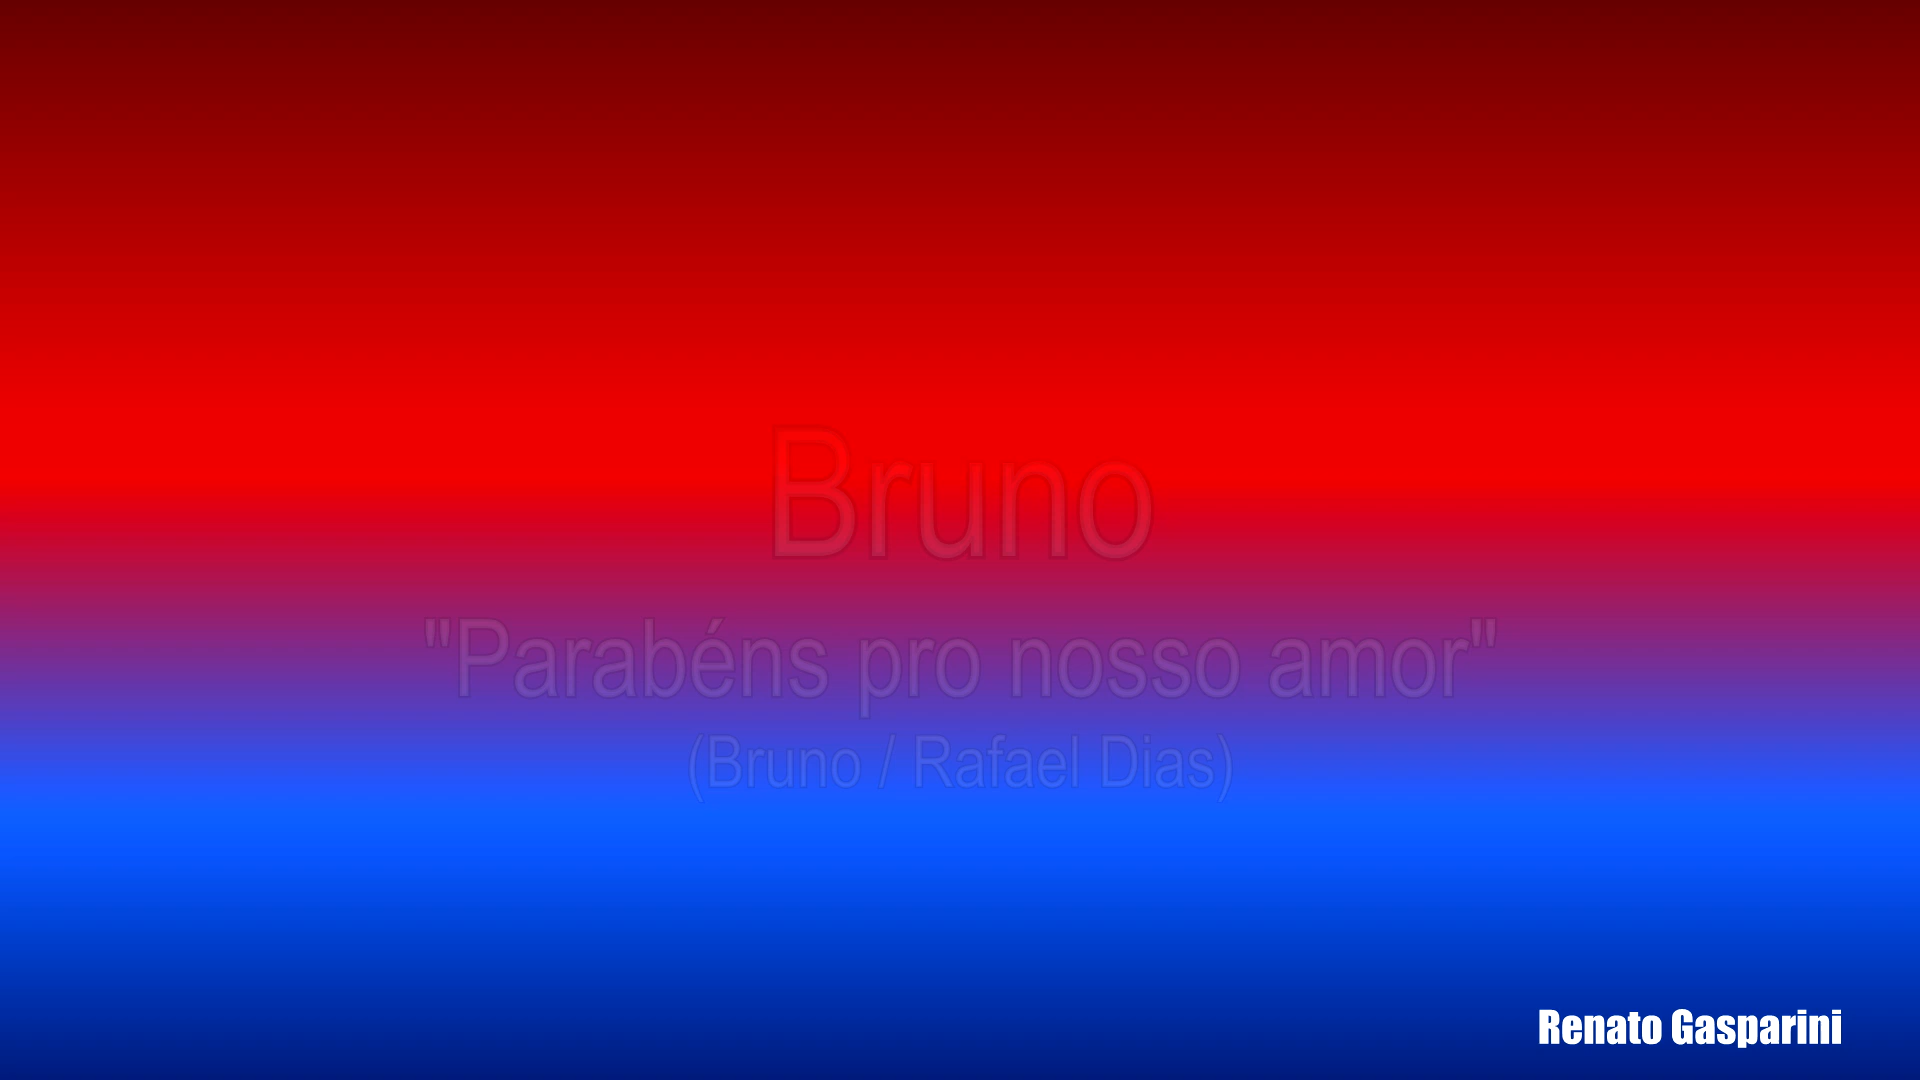 Bruno
"Parabéns pro nosso amor"
(Bruno / Rafael Dias)
Renato Gasparini